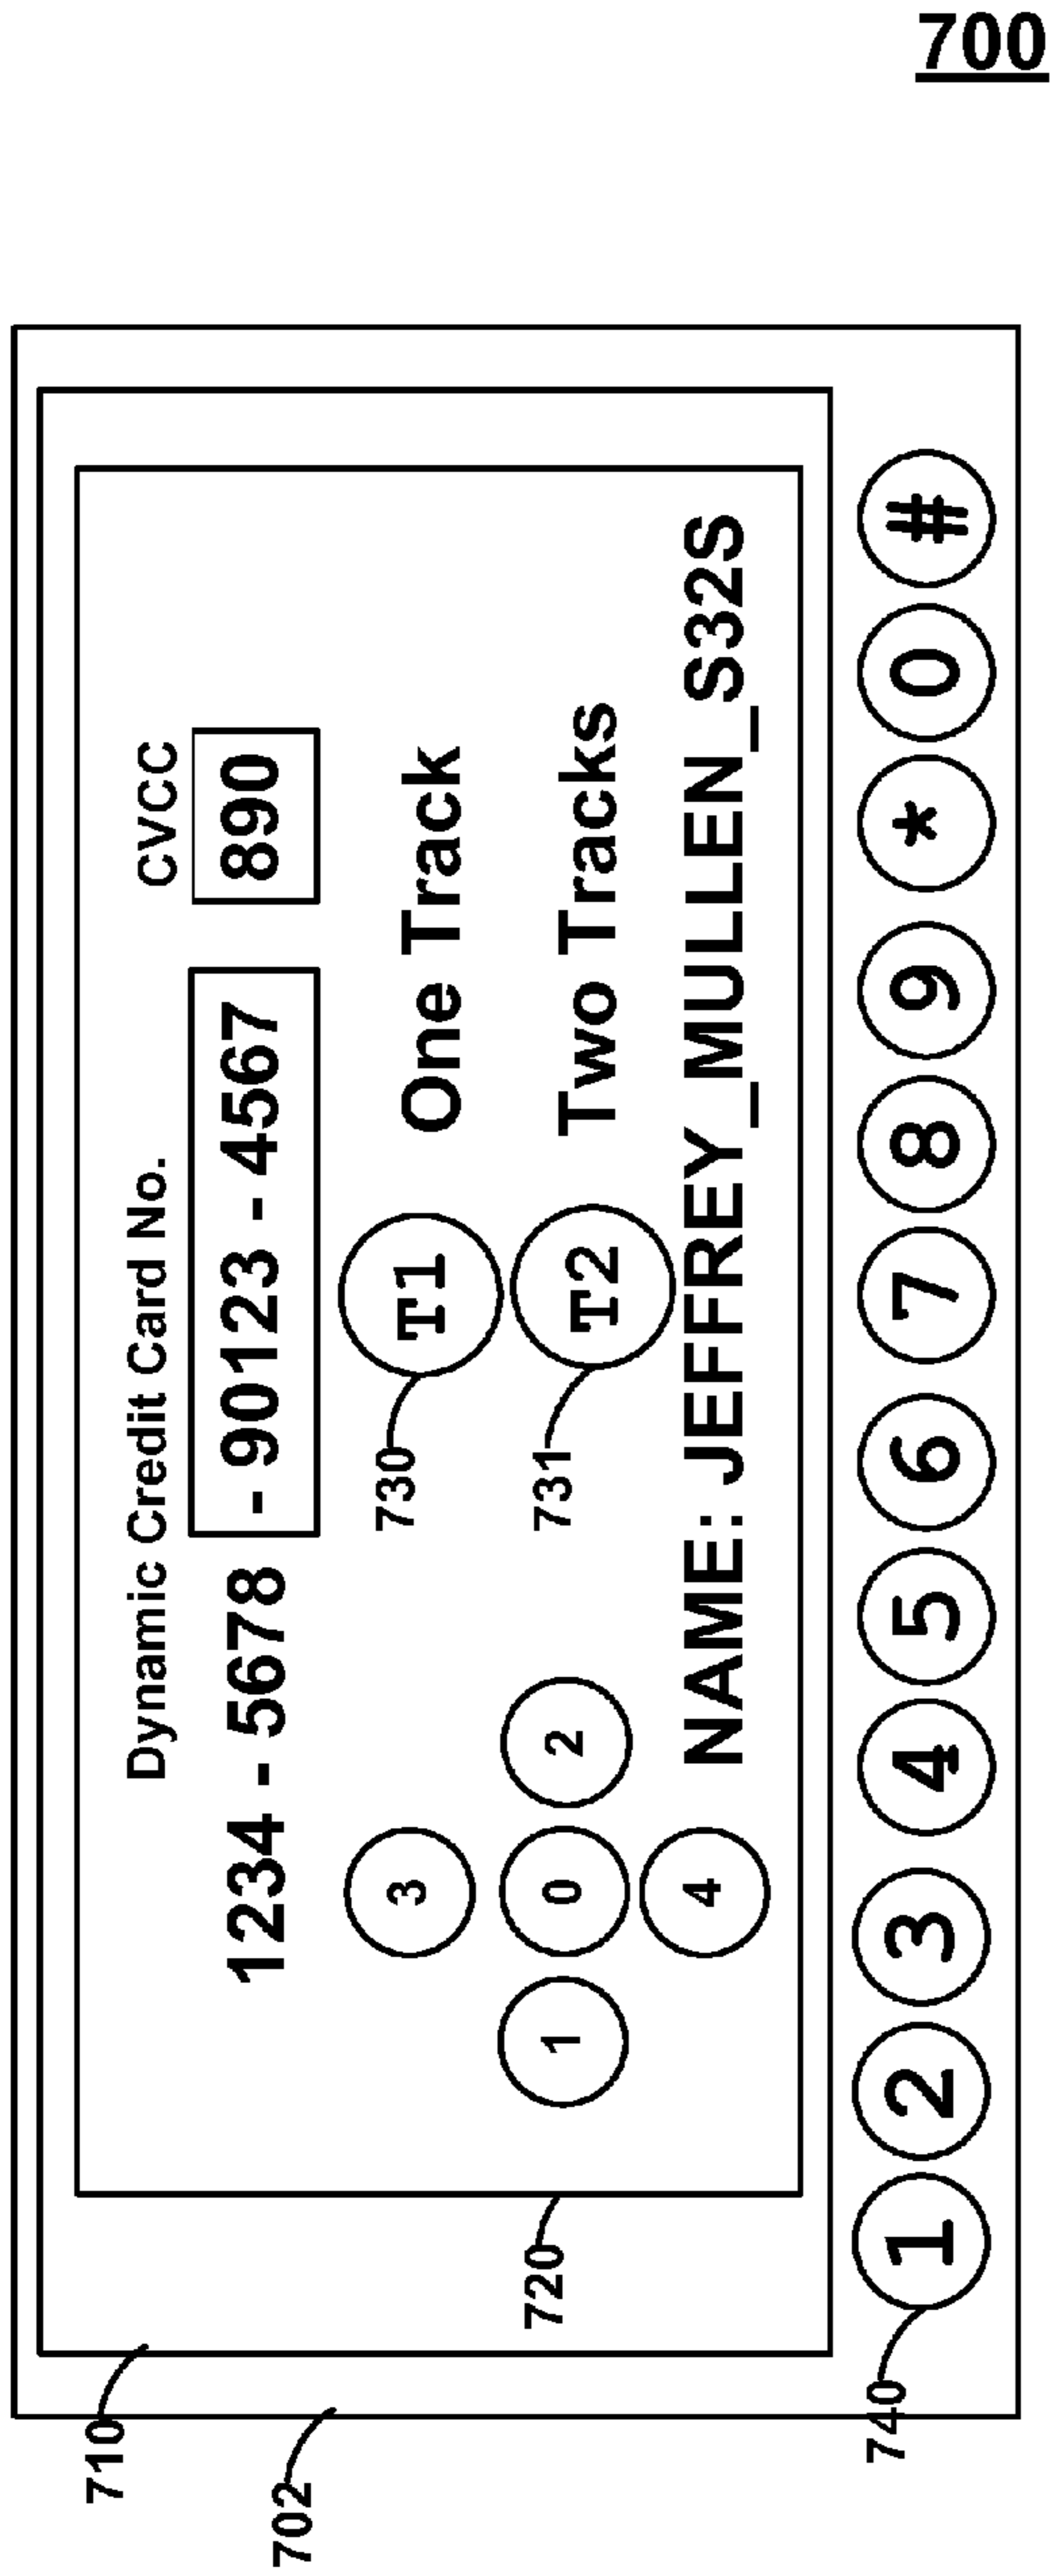 700
Dynamic Credit Card No. CVCC
1234 - 5678 - 90123 - 4567 890
3
730 T1 One Track
1 0 2
731 T2 Two Tracks
4
NAME: JEFFREY_MULLEN_S32S
1 2 3 4 5 6 7 8 9 * 0 #
710
702
720
740